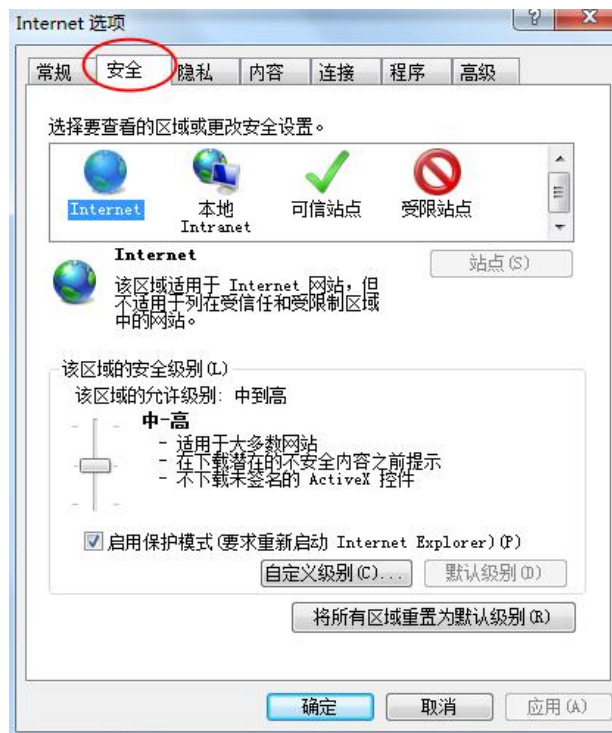 Internet 选项
常规 安全 隐私 内容 连接 程序 高级
选择要查看的区域或更改安全设置。
Internet 本地 Intranet 可信站点 受限站点
Internet
站点(S)
该区域适用于 Internet 网站，但
不适用于列在受信任和受限制区域
中的网站。
该区域的安全级别(L)
该区域的允许级别: 中到高
中-高
- 适用于大多数网站
- 在下载潜在的不安全内容之前提示
- 不下载未签名的 ActiveX 控件
启用保护模式(要求重新启动 Internet Explorer)(P)
自定义级别(C)... 默认级别(D)
将所有区域重置为默认级别(R)
确定 取消 应用(A)